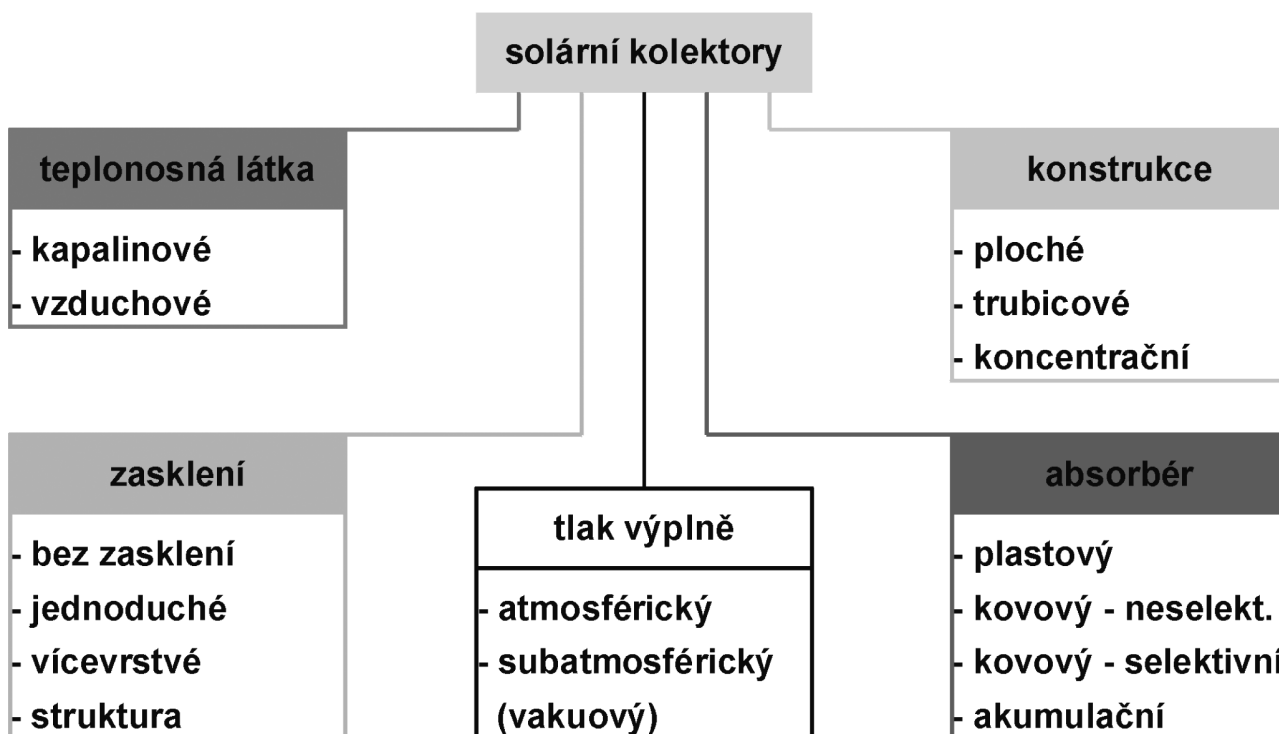 solární kolektory
teplonosná látka
- kapalinové
- vzduchové
konstrukce
- ploché
- trubicové
- koncentrační
zasklení
- bez zasklení
- jednoduché
- vícevrstvé
- struktura
tlak výplně
- atmosférický
- subatmosférický
(vakuový)
absorbér
- plastový
- kovový - neselekt.
- kovový - selektivní
- akumulační